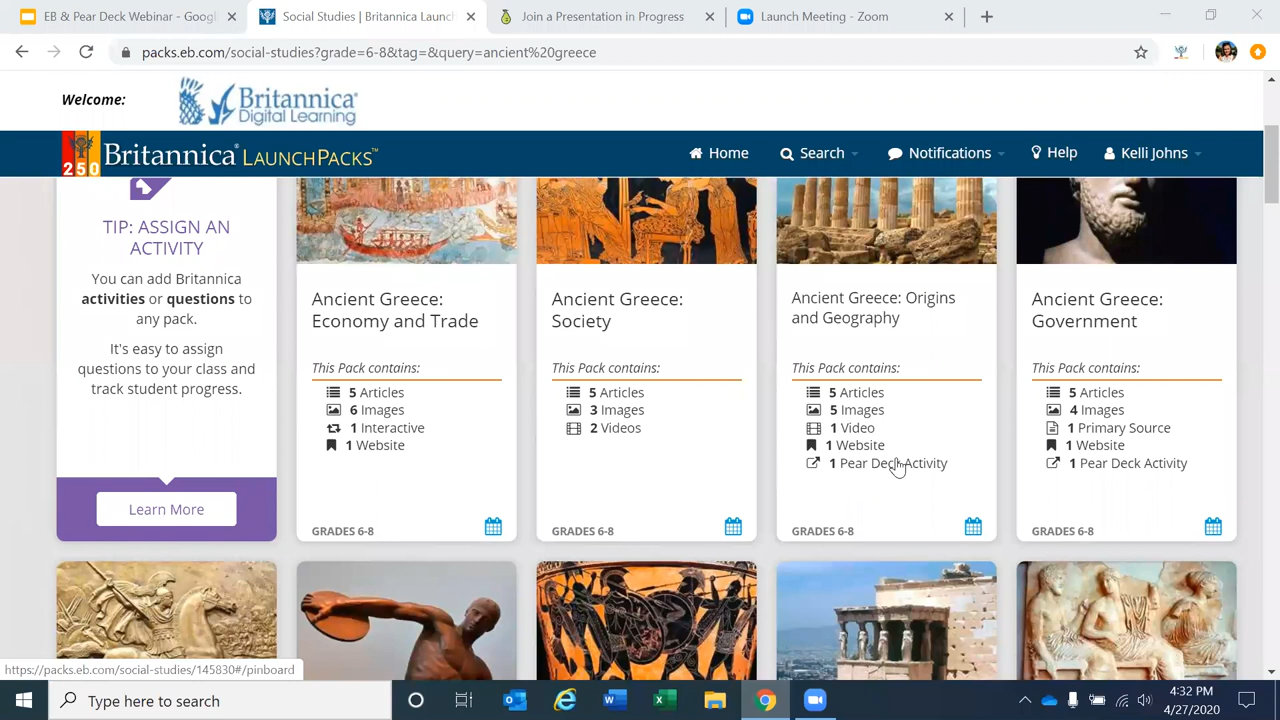 EB & Pear Deck Webinar - Googl
Social Studies | Britannica Launch
Join a Presentation in Progress
Launch Meeting - Zoom
packs.eb.com/social-studies?grade=6-8&tag=&query=ancient%20greece
Welcome:
Britannica
Digital Learning
250
Britannica® LaunchPacks™
Home
Search
Notifications
Help
Kelli Johns
TIP: ASSIGN AN
ACTIVITY
You can add Britannica
activities or questions to
any pack.
It's easy to assign
questions to your class and
track student progress.
Learn More
Ancient Greece:
Economy and Trade
This Pack contains:
5 Articles
6 Images
1 Interactive
1 Website
GRADES 6-8
Ancient Greece:
Society
This Pack contains:
5 Articles
3 Images
2 Videos
GRADES 6-8
Ancient Greece: Origins
and Geography
This Pack contains:
5 Articles
5 Images
1 Video
1 Website
1 Pear Deck Activity
GRADES 6-8
Ancient Greece:
Government
This Pack contains:
5 Articles
4 Images
1 Primary Source
1 Website
1 Pear Deck Activity
GRADES 6-8
https://packs.eb.com/social-studies/145830#/pinboard
Type here to search
4:32 PM
4/27/2020